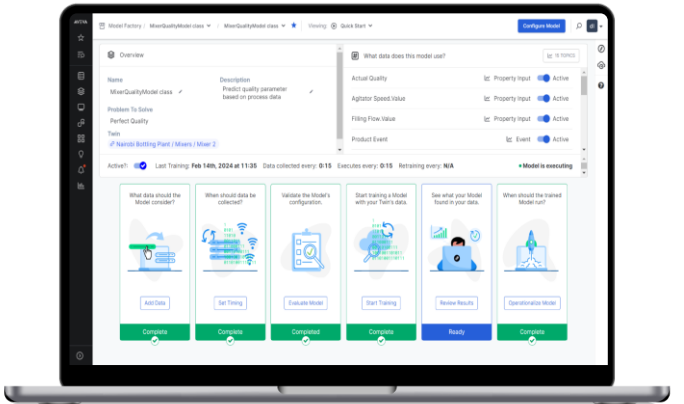 AVEVA
Model Factory / MixerQualityModel class / MixerQualityModel class Viewing: Quick Start
Configure Model
Overview
What data does this model use?
Name
Description
MixerQualityModel class
Predict quality parameter
based on process data
Problem To Solve
Perfect Quality
Twin
Nairobi Bottling Plant / Mixers / Mixer 2
Actual Quality Property Input Active
Agitator Speed.Value Property Input Active
Filling Flow.Value Property Input Active
Product Event Event Active
Active?: Last Training: Feb 14th, 2024 at 11:35 Data collected every: 0:15 Executes every: 0:15 Retraining every: N/A Model is executing
What data should the
Model consider?
When should data be
collected?
Validate the Model's
configuration.
Start training a Model
with your Twin's data.
See what your Model
found in your data.
When should the trained
Model run?
Add Data
Set Timing
Evaluate Model
Start Training
Review Results
Operationalize Model
Complete
Complete
Completed
Complete
Ready
Complete